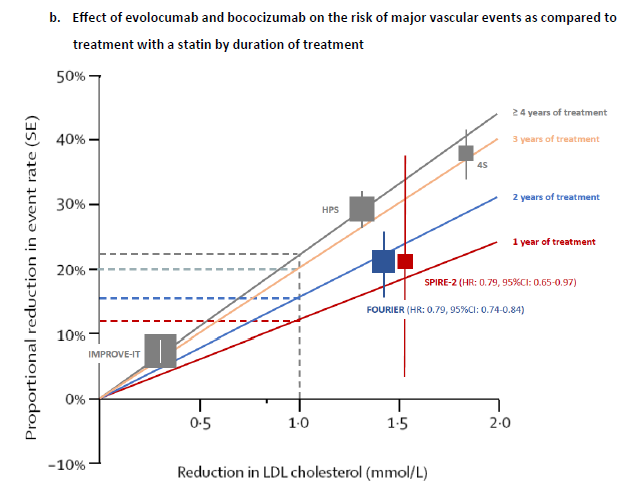 b. Effect of evolocumab and bococizumab on the risk of major vascular events as compared to
treatment with a statin by duration of treatment
Proportional reduction in event rate (SE)
50%
40%
30%
20%
10%
0%
−10%
≥ 4 years of treatment
3 years of treatment
4S
HPS
2 years of treatment
1 year of treatment
SPIRE-2 (HR: 0.79, 95%CI: 0.65-0.97)
FOURIER (HR: 0.79, 95%CI: 0.74-0.84)
IMPROVE-IT
0·5
1·0
1·5
2·0
Reduction in LDL cholesterol (mmol/L)